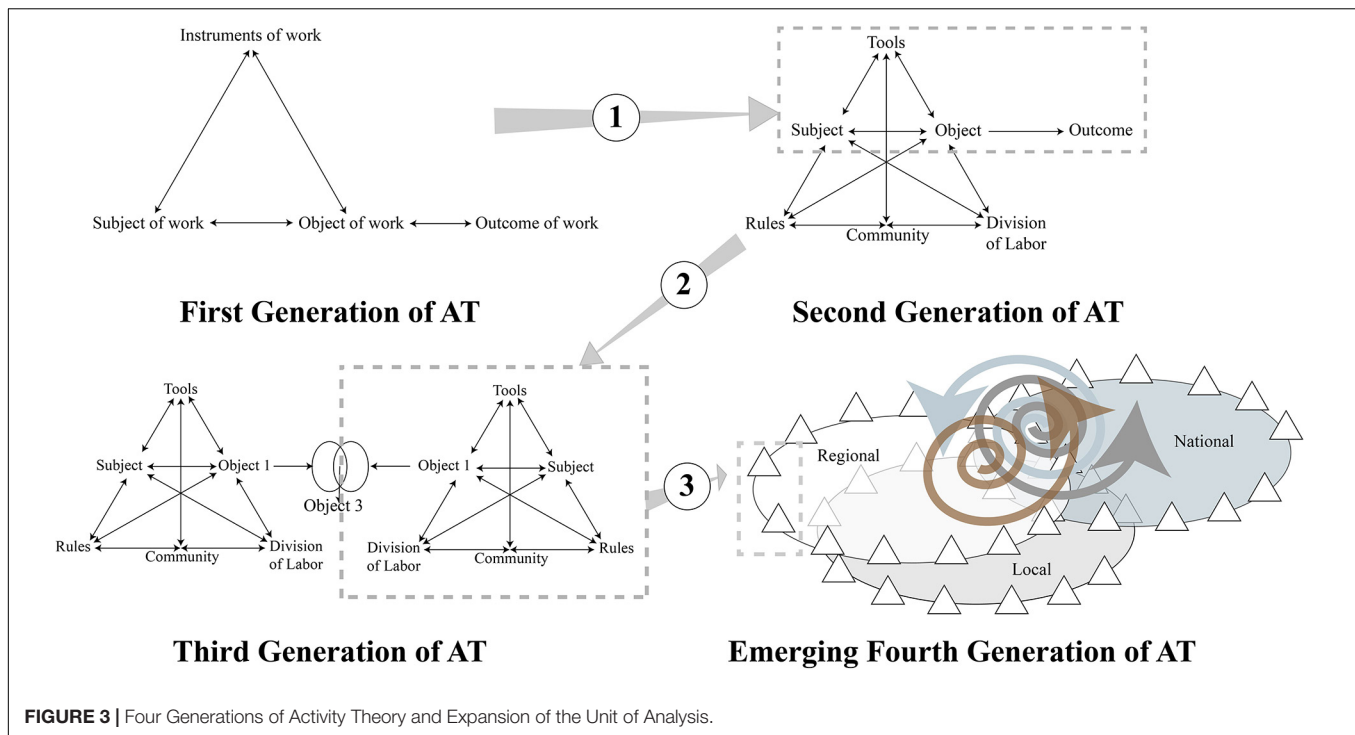 Instruments of work
Subject of work
Object of work
Outcome of work
First Generation of AT
1
Tools
Subject
Object
Outcome
Rules
Community
Division
of Labor
Second Generation of AT
2
Tools
Subject
Object 1
Rules
Community
Division
of Labor
Object 3
Tools
Object 1
Subject
Division
of Labor
Community
Rules
Third Generation of AT
3
Regional
National
Local
Emerging Fourth Generation of AT
FIGURE 3 | Four Generations of Activity Theory and Expansion of the Unit of Analysis.